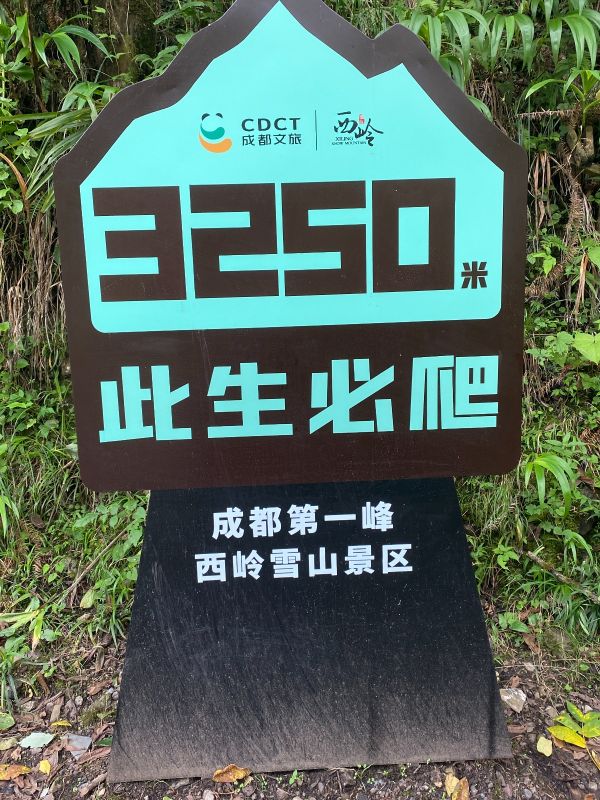 CDCT
成都文旅
西岭
XILING
SNOW MOUNTAIN
3250米
此生必爬
成都第一峰
西岭雪山景区